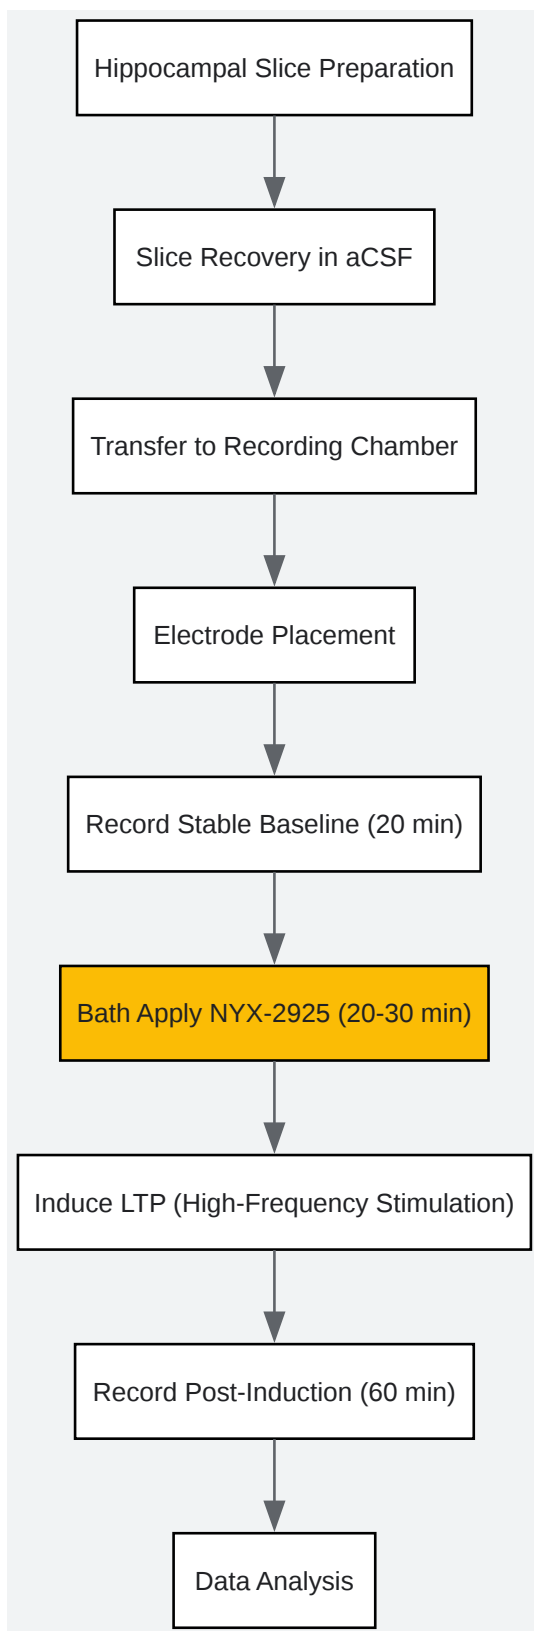 Hippocampal Slice Preparation
Slice Recovery in aCSF
Transfer to Recording Chamber
Electrode Placement
Record Stable Baseline (20 min)
Bath Apply NYX-2925 (20-30 min)
Induce LTP (High-Frequency Stimulation)
Record Post-Induction (60 min)
Data Analysis